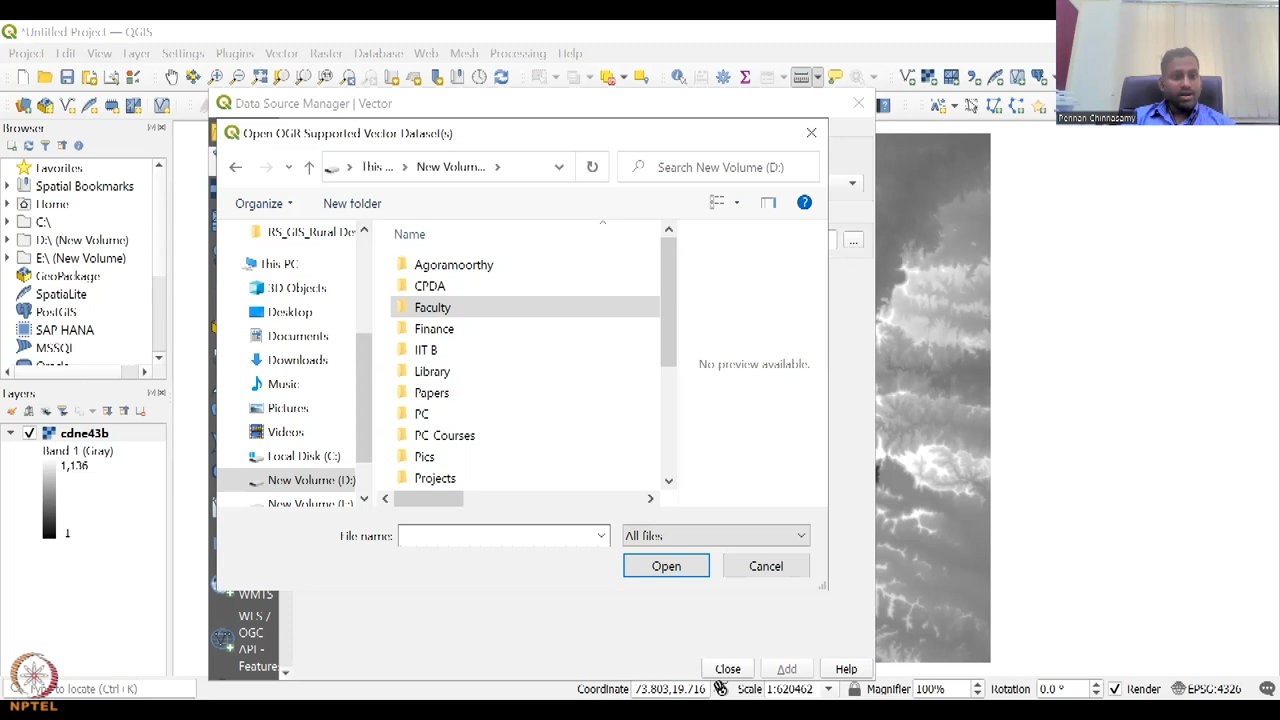 *Untitled Project — QGIS
Project Edit View Layer Settings Plugins Vector Raster Database Web Mesh Processing Help
Data Source Manager | Vector
Pennan Chinnasamy
Browser
Open OGR Supported Vector Dataset(s)
Favorites
Spatial Bookmarks
Home
C:\
D:\ (New Volume)
E:\ (New Volume)
GeoPackage
SpatiaLite
PostGIS
SAP HANA
MSSQL
This ...
New Volum...
Search New Volume (D:)
Organize
New folder
RS_GIS_Rural De
This PC
3D Objects
Desktop
Documents
Downloads
Music
Pictures
Videos
Local Disk (C:)
New Volume (D:)
Name
Agoramoorthy
CPDA
Faculty
Finance
IIT B
Library
Papers
PC
PC Courses
Pics
Projects
No preview available.
...
Layers
cdne43b
Band 1 (Gray)
1,136
1
File name:
All files
Open
Cancel
WMTS
OGC
API -
Feature
Close
Add
Help
to locate (Ctrl+K)
Coordinate 73.803,19.716 Scale 1:620462 Magnifier 100% Rotation 0.0 ° Render EPSG:4326
NPTEL